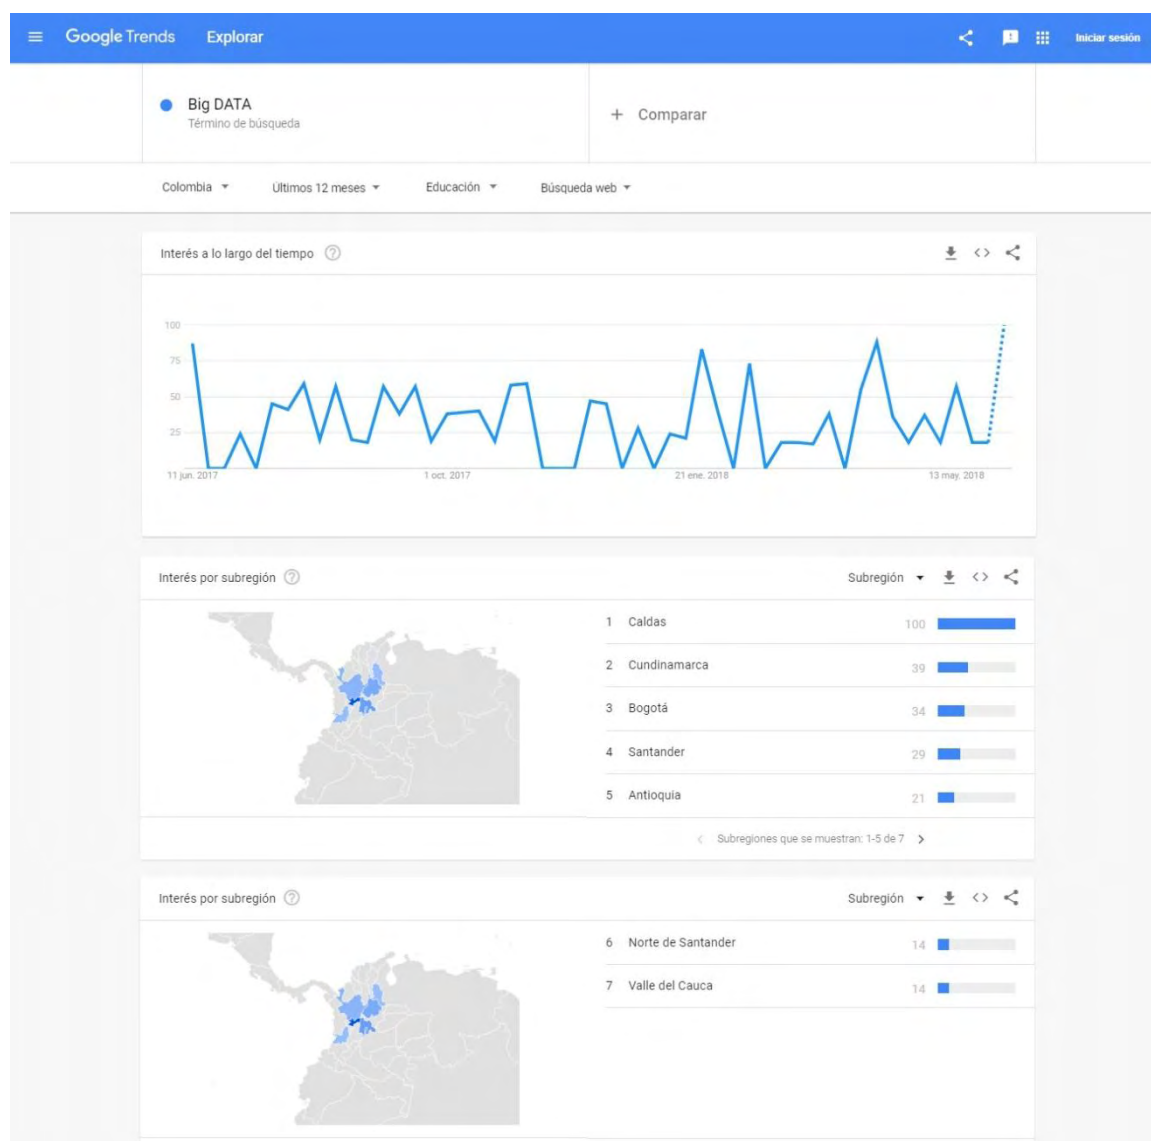 Google Trends Explorar Iniciar sesión
Big DATA
Término de búsqueda
+ Comparar
Colombia Últimos 12 meses Educación Búsqueda web
Interés a lo largo del tiempo
100
75
50
25
11 jun. 2017 1 oct. 2017 21 ene. 2018 13 may. 2018
Interés por subregión Subregión
1 Caldas 100
2 Cundinamarca 39
3 Bogotá 34
4 Santander 29
5 Antioquia 21
Subregiones que se muestran: 1-5 de 7
Interés por subregión Subregión
6 Norte de Santander 14
7 Valle del Cauca 14